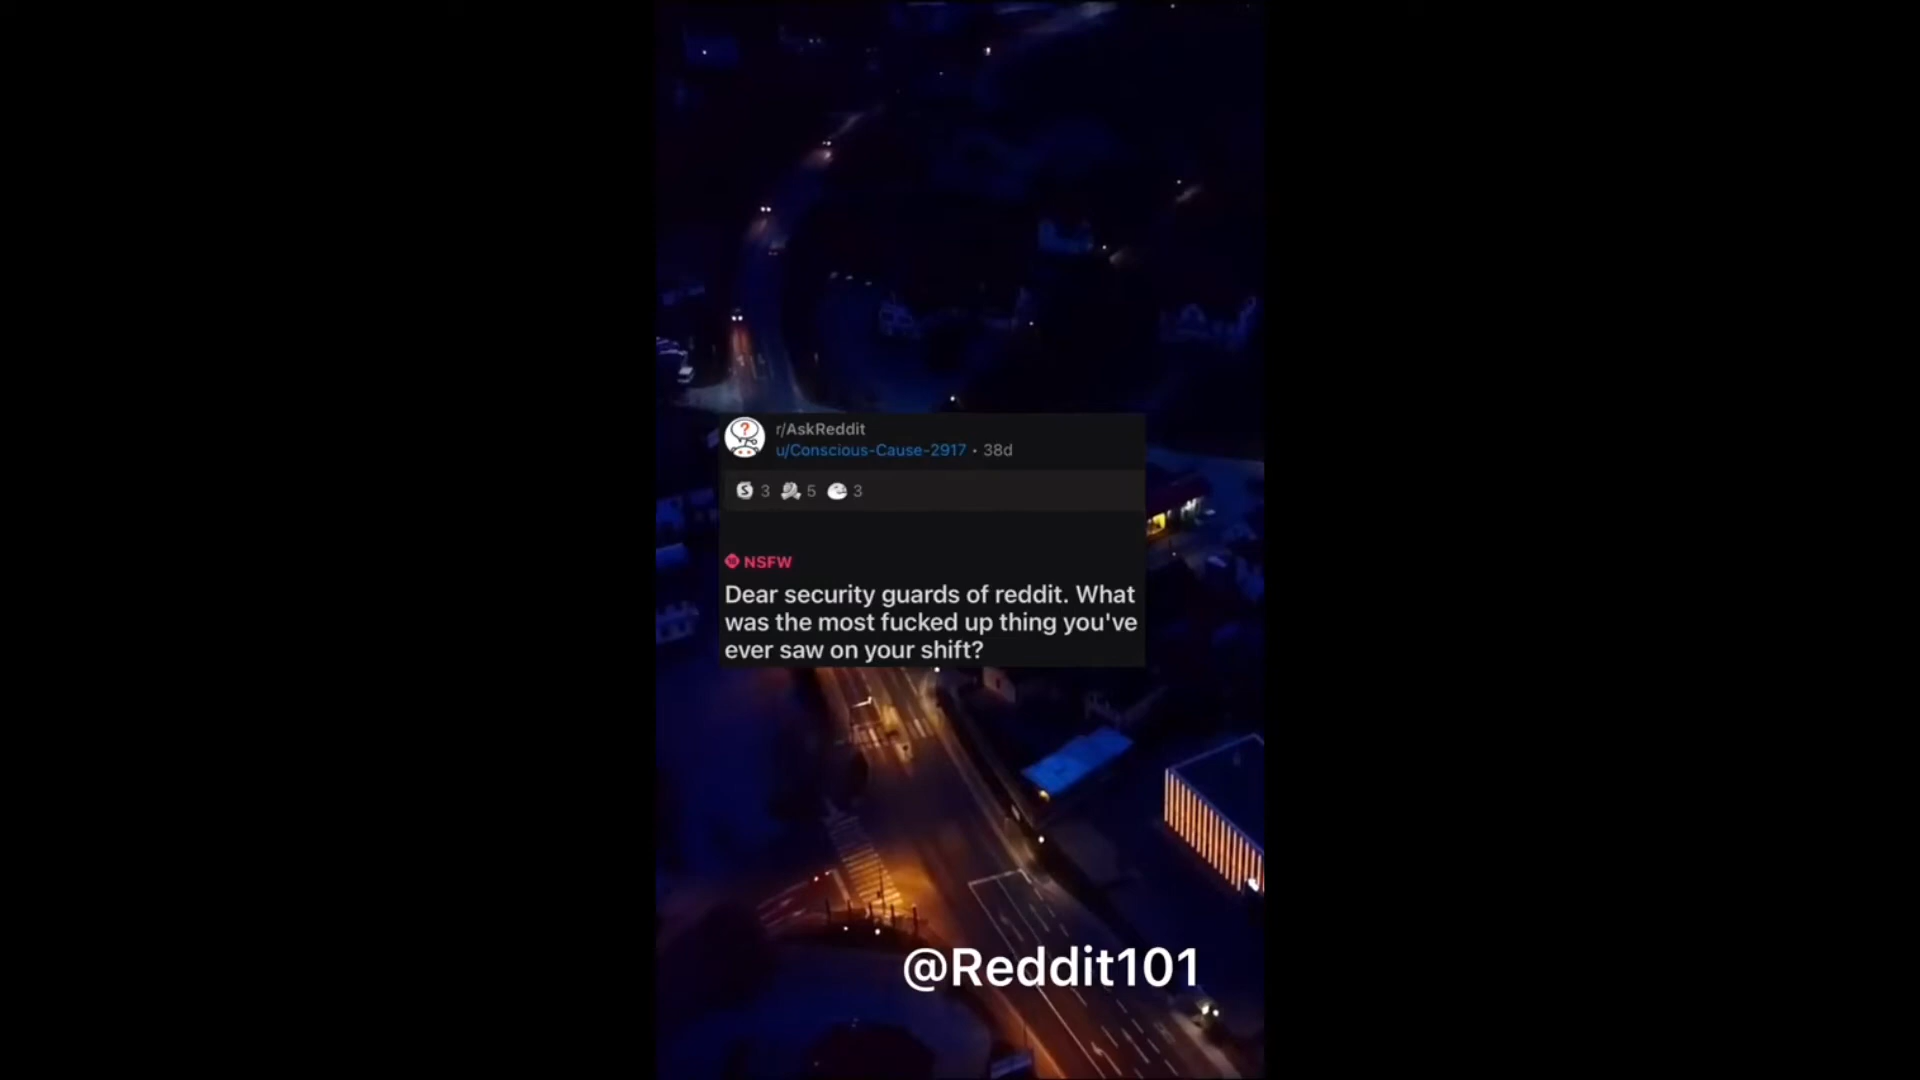 r/AskReddit
u/Conscious-Cause-2917 • 38d
3 5 3
NSFW
Dear security guards of reddit. What
was the most fucked up thing you've
ever saw on your shift?
@Reddit101